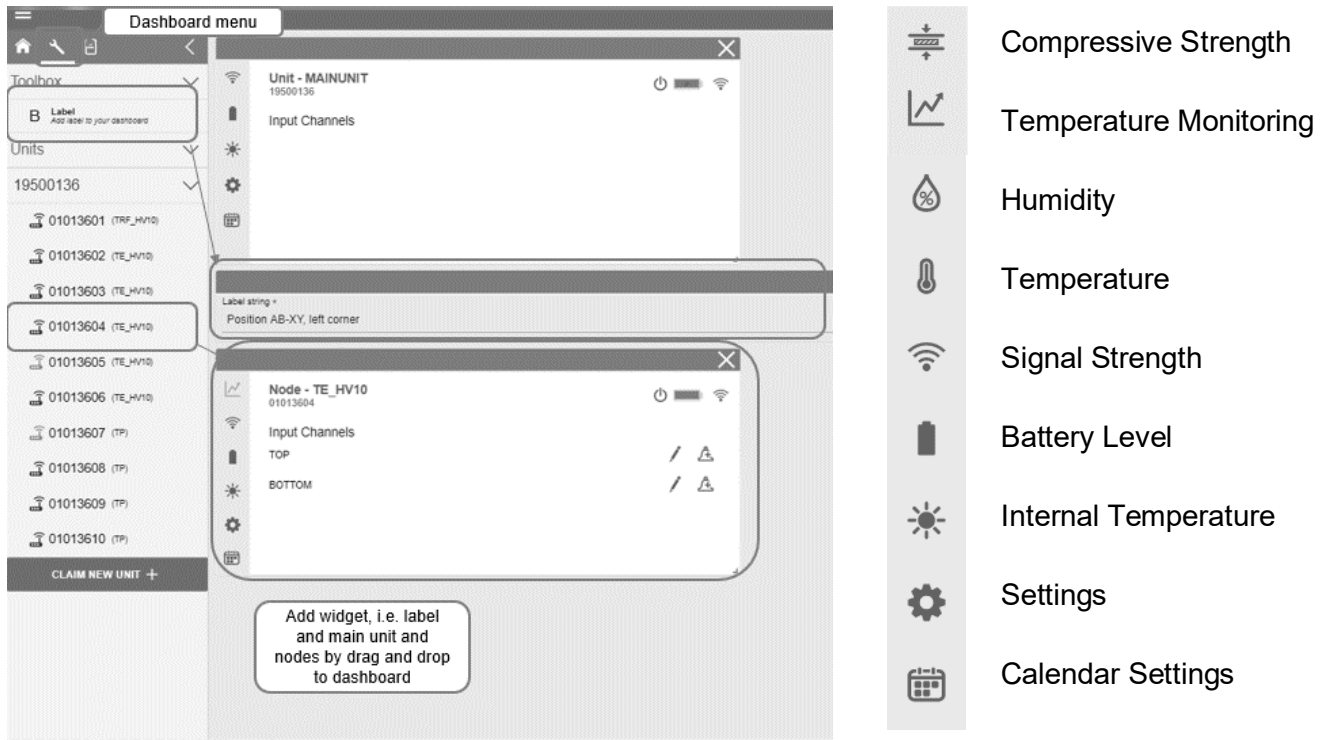 Dashboard menu
Toolbox
B Label
Add label to your dashboard
Units
19500136
01013601 (TRF_HV10)
01013602 (TE_HV10)
01013603 (TE_HV10)
01013604 (TE_HV10)
01013605 (TE_HV10)
01013606 (TE_HV10)
01013607 (TP)
01013608 (TP)
01013609 (TP)
01013610 (TP)
CLAIM NEW UNIT +
Unit - MAINUNIT
19500136
Input Channels
Label string *
Position AB-XY, left corner
Node - TE_HV10
01013604
Input Channels
TOP
BOTTOM
Add widget, i.e. label
and main unit and
nodes by drag and drop
to dashboard
Compressive Strength
Temperature Monitoring
%
Humidity
Temperature
Signal Strength
Battery Level
Internal Temperature
Settings
Calendar Settings